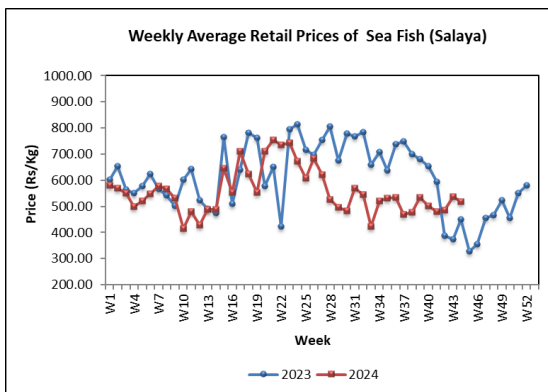 Weekly Average Retail Prices of Sea Fish (Salaya)
Price (Rs/Kg)
1000.00
900.00
800.00
700.00
600.00
500.00
400.00
300.00
200.00
W1
W4
W7
W10
W13
W16
W19
W22
W25
W28
W31
W34
W37
W40
W43
W46
W49
W52
Week
2023
2024